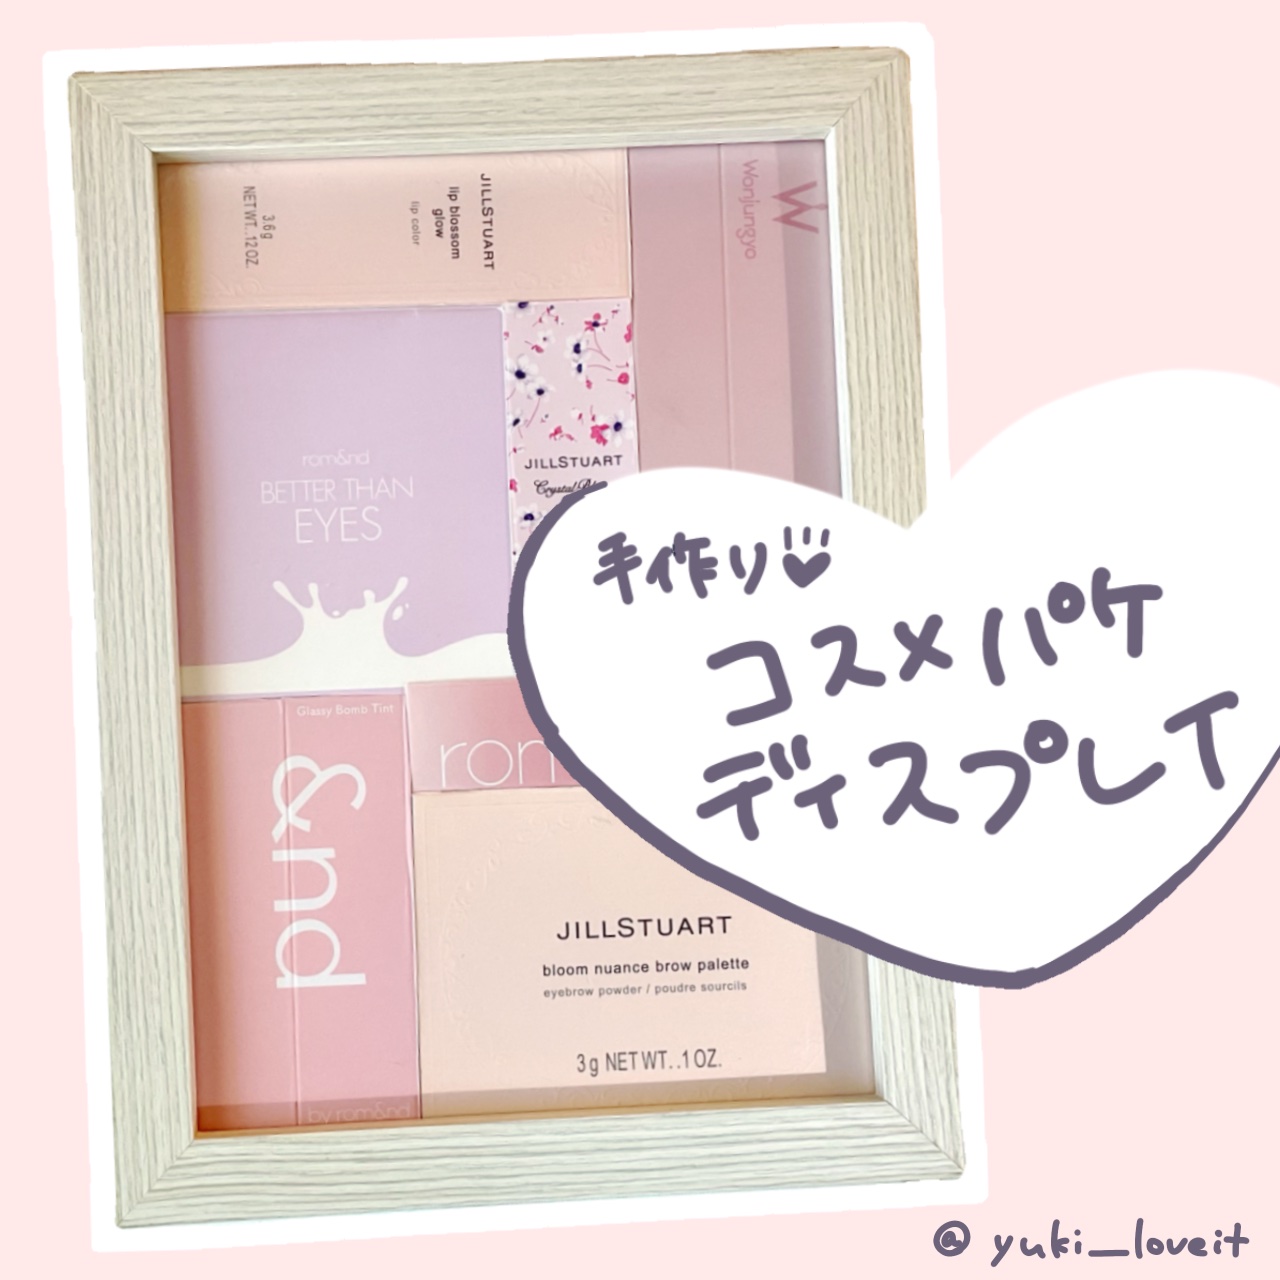 JILLSTUART
lip blossom
glow
lip color
3.6g
NET WT. .12 OZ.
Wonjungyo
rom&nd
BETTER THAN
EYES
JILLSTUART
手作り
コスメパケ
ディスプレイ
Glassy Bomb Tint
&nd
by rom&nd
JILLSTUART
bloom nuance brow palette
eyebrow powder / poudre sourcils
3g NET WT. .1 OZ.
@yuki_loveit